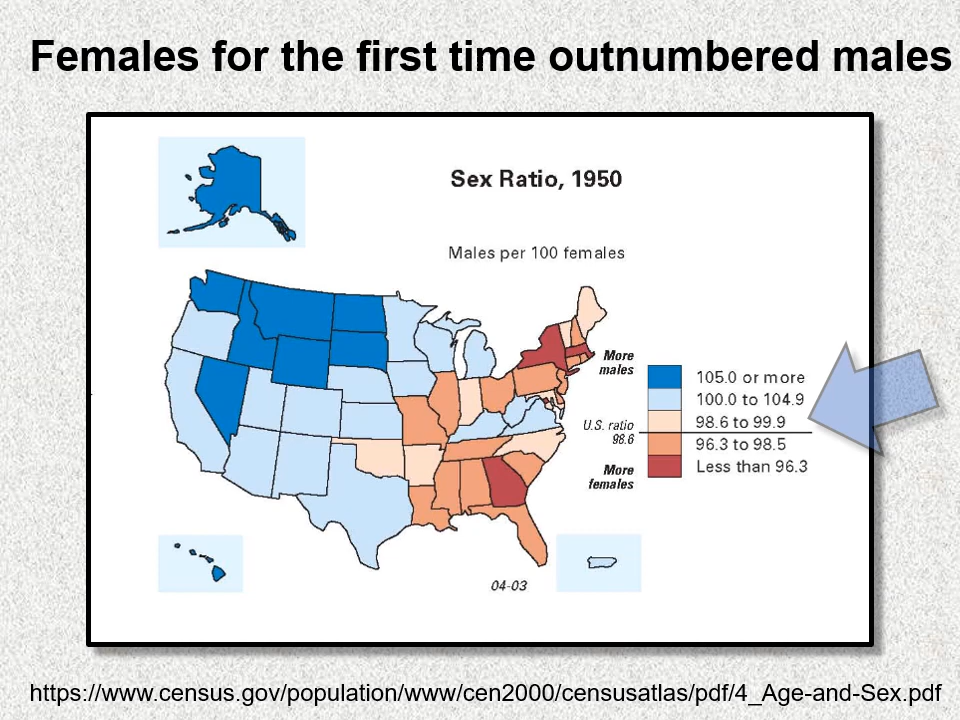 Females for the first time outnumbered males
Sex Ratio, 1950
Males per 100 females
More
males
105.0 or more
100.0 to 104.9
U.S. ratio
98.6
98.6 to 99.9
96.3 to 98.5
Less than 96.3
More
females
04-03
https://www.census.gov/population/www/cen2000/censusatlas/pdf/4_Age-and-Sex.pdf